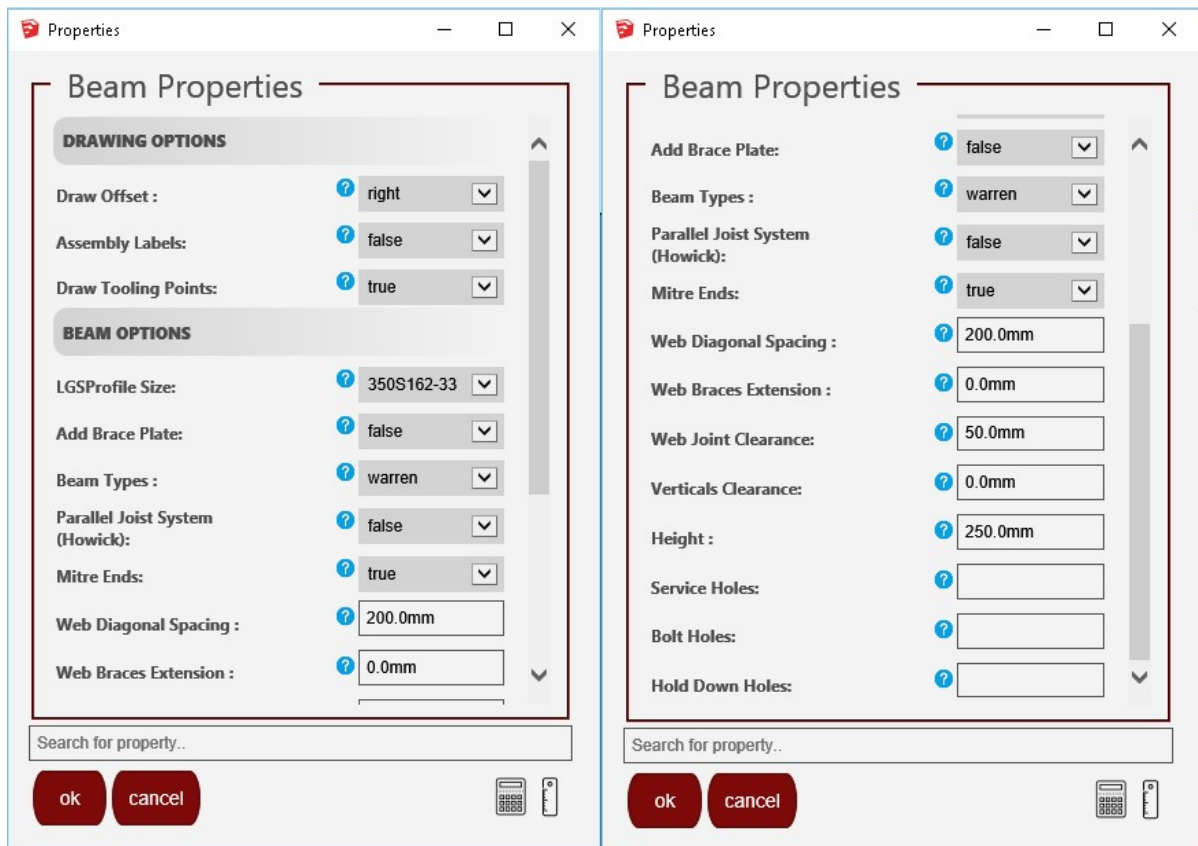 Properties
Beam Properties
DRAWING OPTIONS
Draw Offset : ? right
Assembly Labels: ? false
Draw Tooling Points: ? true
BEAM OPTIONS
LGSProfile Size: ? 350S162-33
Add Brace Plate: ? false
Beam Types : ? warren
Parallel Joist System
(Howick): ? false
Mitre Ends: ? true
Web Diagonal Spacing : ? 200.0mm
Web Braces Extension : ? 0.0mm
Search for property..
ok cancel
Properties
Beam Properties
Add Brace Plate: ? false
Beam Types : ? warren
Parallel Joist System
(Howick): ? false
Mitre Ends: ? true
Web Diagonal Spacing : ? 200.0mm
Web Braces Extension : ? 0.0mm
Web Joint Clearance: ? 50.0mm
Verticals Clearance: ? 0.0mm
Height : ? 250.0mm
Service Holes: ?
Bolt Holes: ?
Hold Down Holes: ?
Search for property..
ok cancel